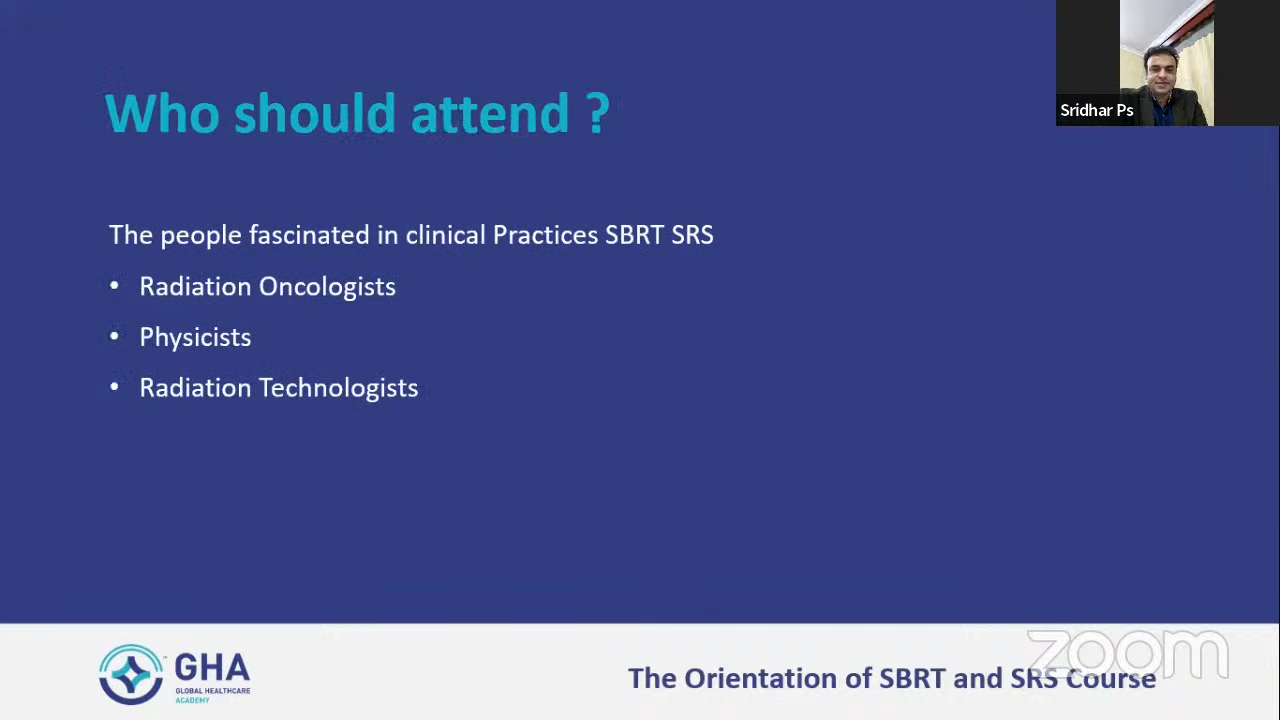 Who should attend ?
Sridhar Ps
The people fascinated in clinical Practices SBRT SRS
• Radiation Oncologists
• Physicists
• Radiation Technologists
GHA
GLOBAL HEALTHCARE
ACADEMY
The Orientation of SBRT and SRS Course
zoom